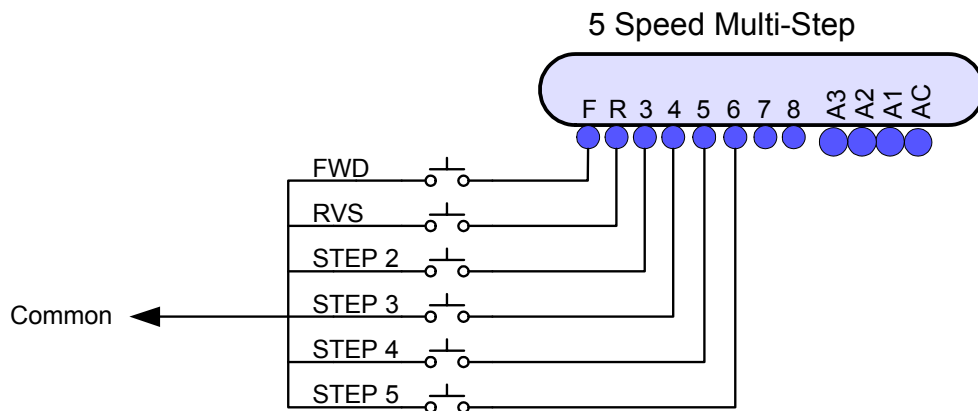 5 Speed Multi-Step
F R 3 4 5 6 7 8 A3 A2 A1 AC
FWD
RVS
STEP 2
STEP 3
Common
STEP 4
STEP 5